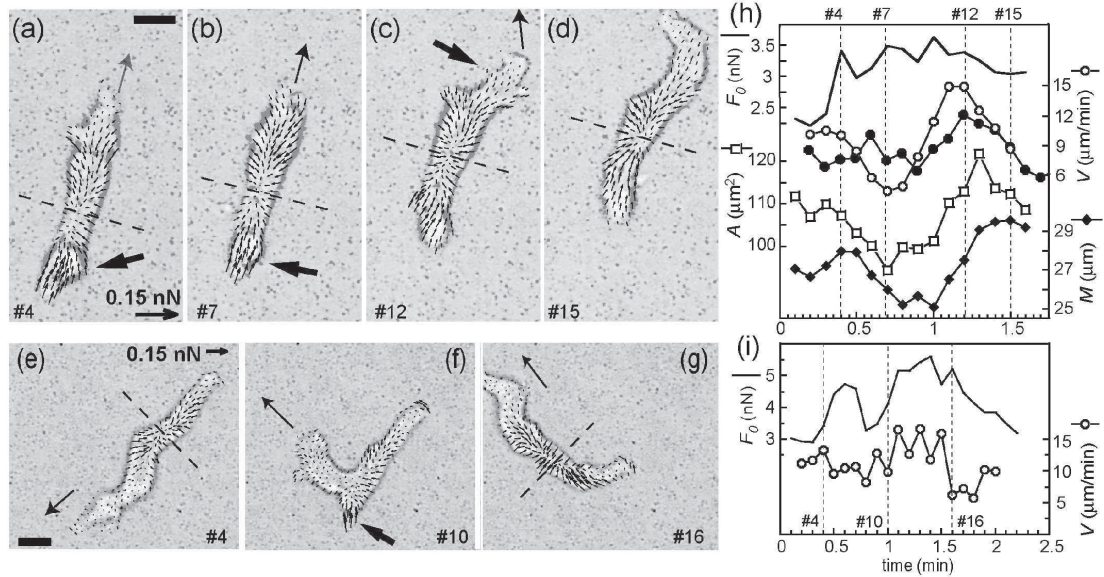 (a)
#4
0.15 nN
(b)
#7
(c)
#12
(d)
#15
(e)
0.15 nN
#4
(f)
#10
(g)
#16
(h)
#4 #7 #12 #15
F0 (nN)
3.5
3
2.5
A (μm²)
120
110
100
15
12
9
6
V (μm/min)
29
27
25
M (μm)
0 0.5 1 1.5
(i)
F0 (nN)
5
4
3
15
10
5
V (μm/min)
#4 #10 #16
0 0.5 1 1.5 2 2.5
time (min)